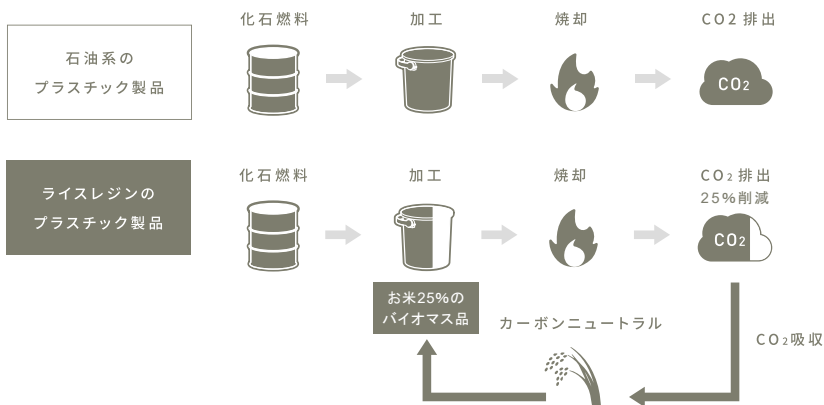 化石燃料
加工
焼却
CO2 排出
石油系の
プラスチック製品
CO2
化石燃料
加工
焼却
CO2排出
25%削減
ライスレジンの
プラスチック製品
CO2
お米25%の
バイオマス品
カーボンニュートラル
CO2吸収